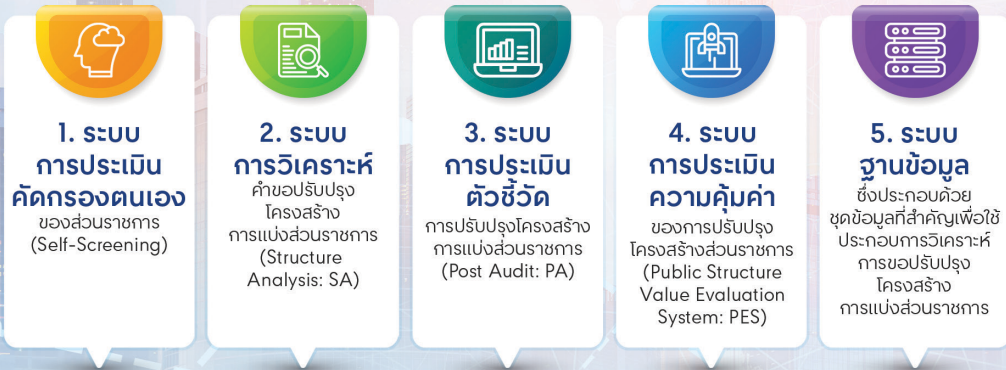 1. ระบบ
การประเมิน
คัดกรองตนเอง
ของส่วนราชการ
(Self-Screening)
2. ระบบ
การวิเคราะห์
คำขอปรับปรุง
โครงสร้าง
การแบ่งส่วนราชการ
(Structure
Analysis: SA)
3. ระบบ
การประเมิน
ตัวชี้วัด
การปรับปรุงโครงสร้าง
การแบ่งส่วนราชการ
(Post Audit: PA)
4. ระบบ
การประเมิน
ความคุ้มค่า
ของการปรับปรุง
โครงสร้างส่วนราชการ
(Public Structure
Value Evaluation
System: PES)
5. ระบบ
ฐานข้อมูล
ซึ่งประกอบด้วย
ชุดข้อมูลที่สำคัญเพื่อใช้
ประกอบการวิเคราะห์
การขอปรับปรุง
โครงสร้าง
การแบ่งส่วนราชการ